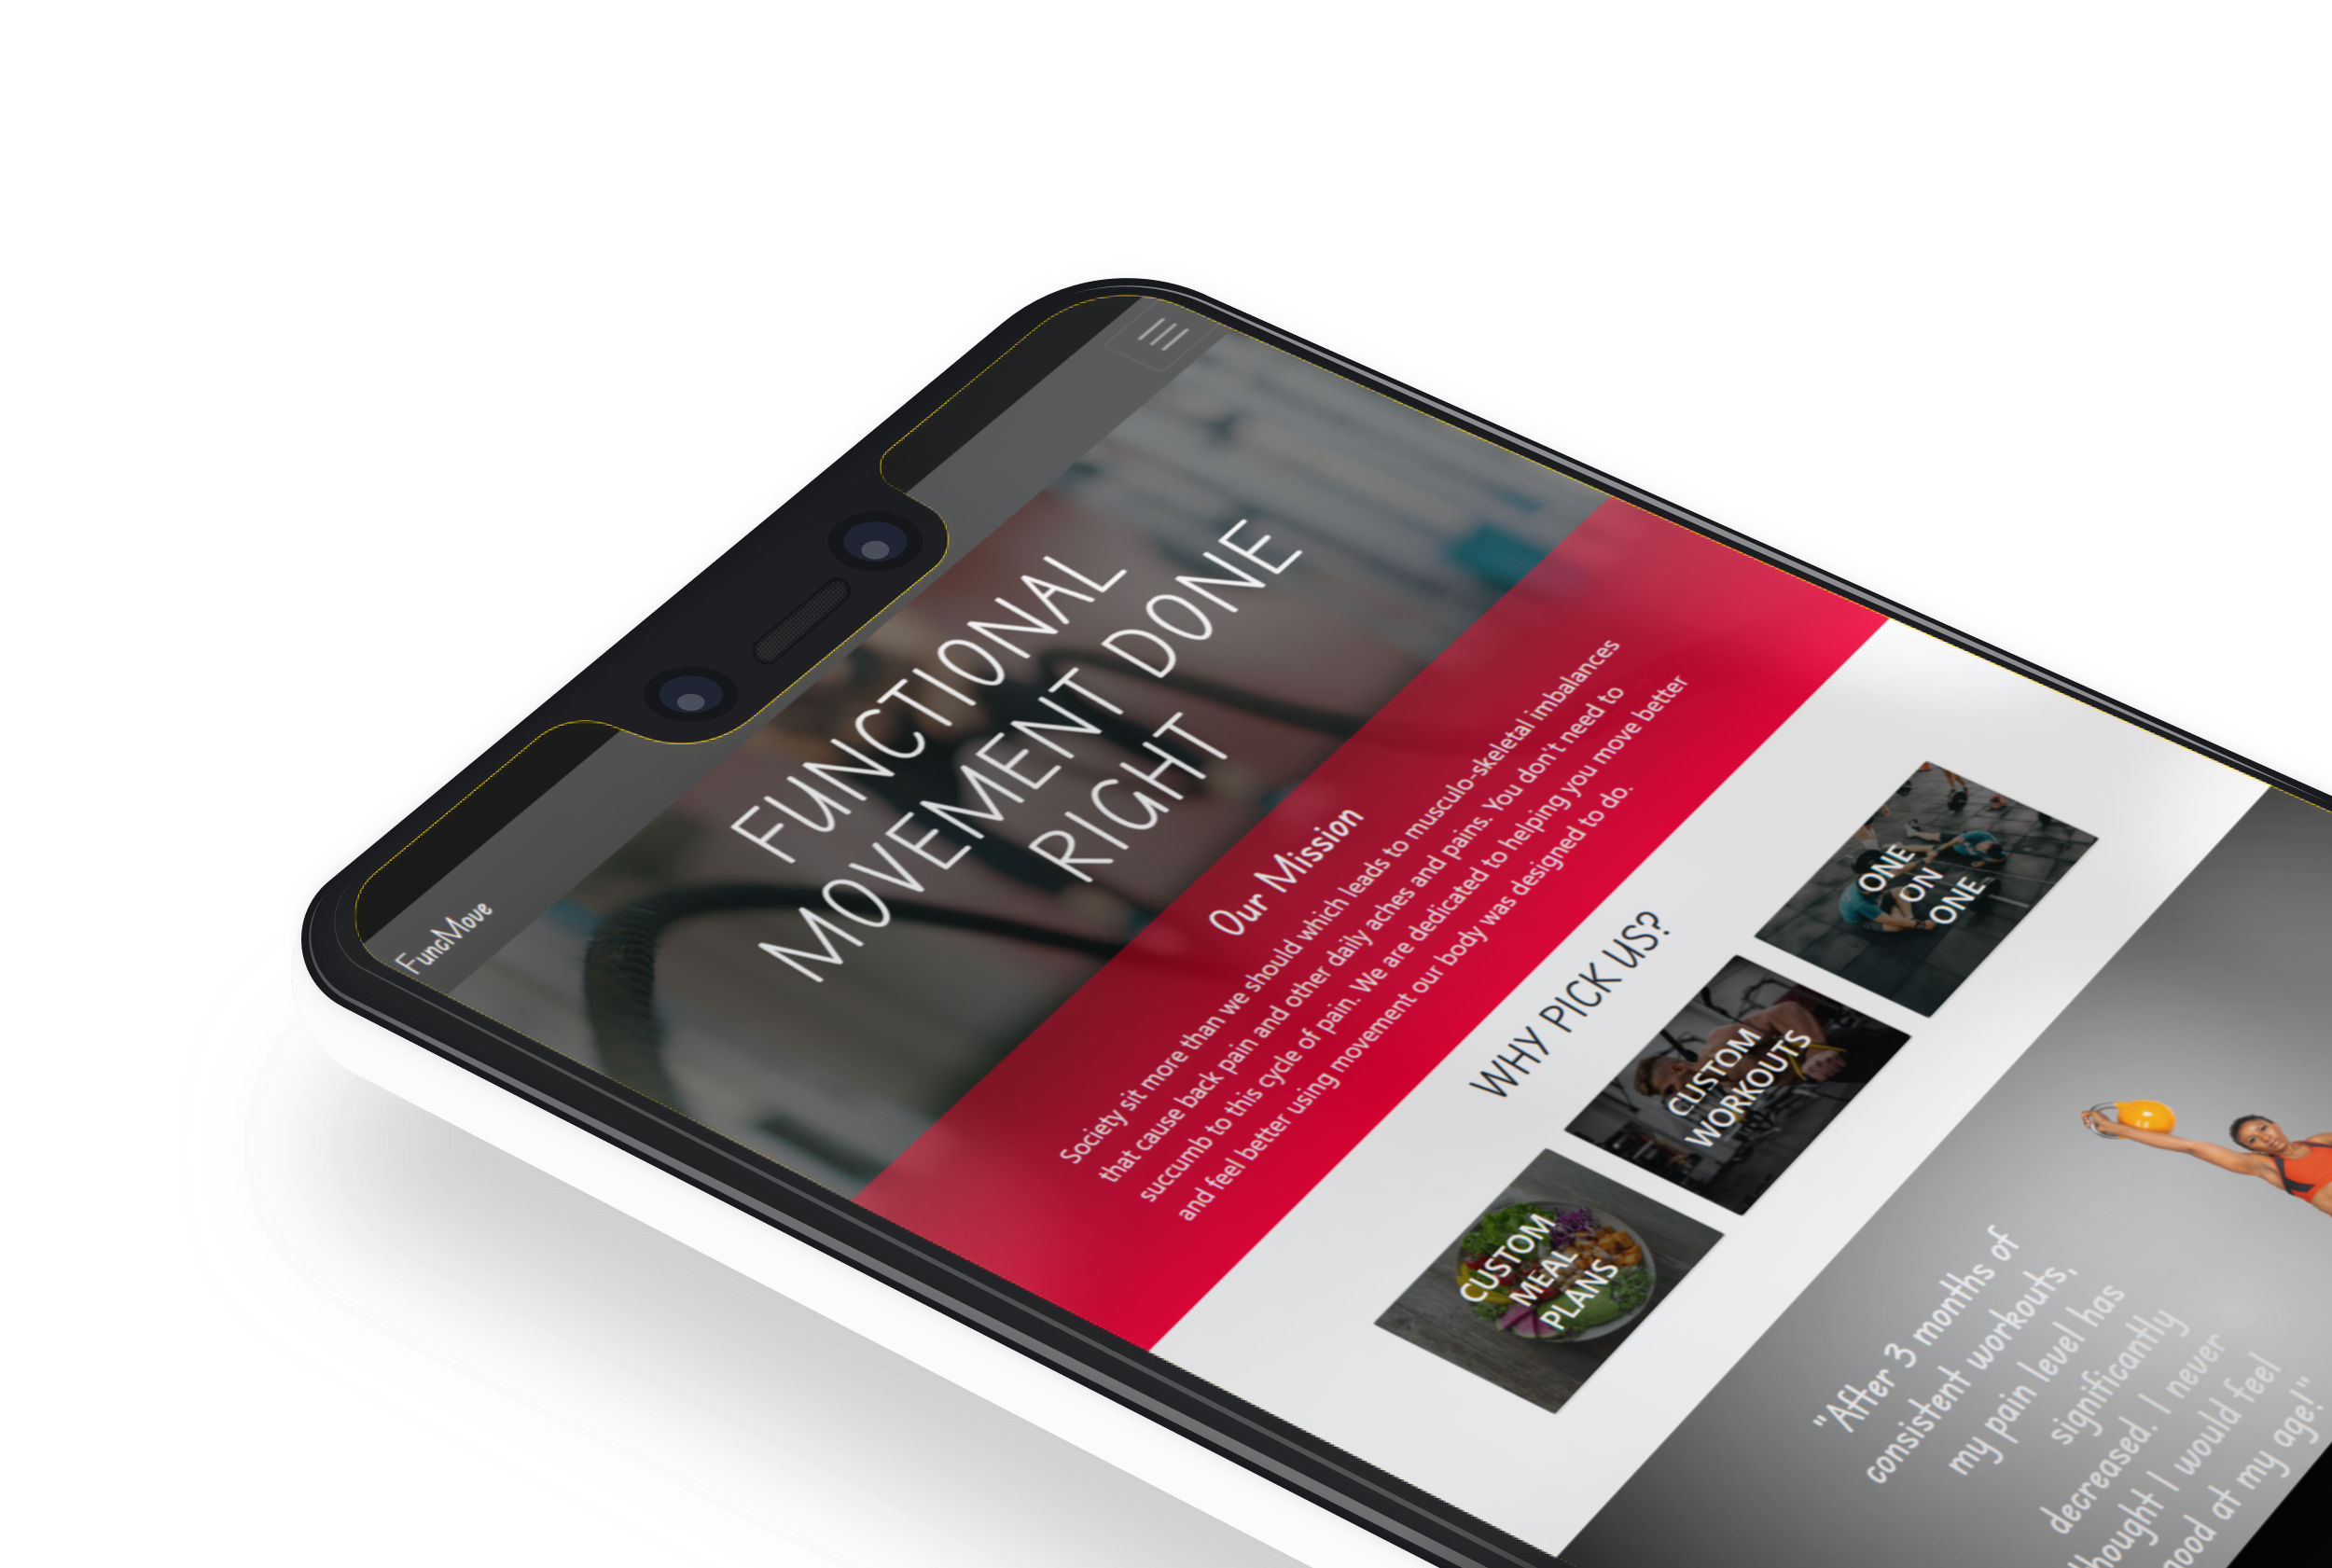 FuncMove
FUNCTIONAL
MOVEMENT DONE
RIGHT
Our Mission
Society sit more than we should which leads to musculo-skeletal imbalances
that cause back pain and other daily aches and pains. You don't need to
succumb to this cycle of pain. We are dedicated to helping you move better
and feel better using movement our body was designed to do.
WHY PICK US?
CUSTOM
MEAL
PLANS
CUSTOM
WORKOUTS
ONE
ON
ONE
"After 3 months of
consistent workouts,
my pain level has
significantly
decreased. I never
thought I would feel
good at my age!"